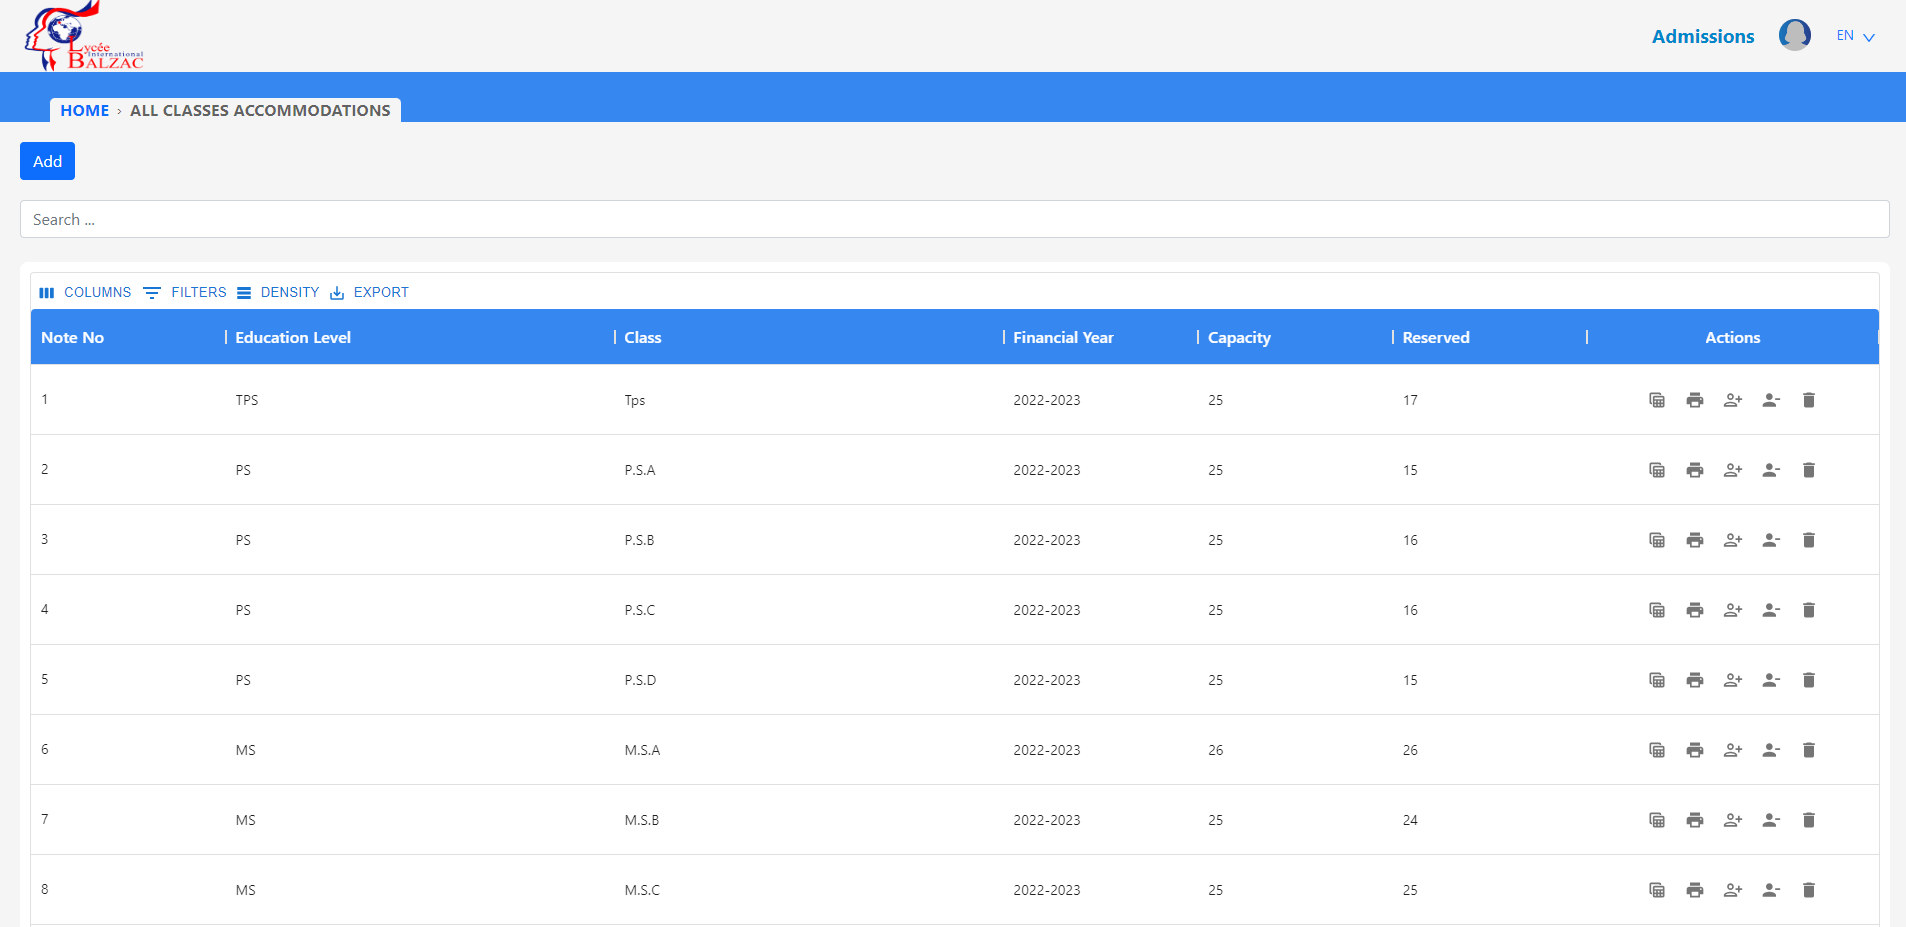 Lycée
International
BALZAC
Admissions
EN
HOME › ALL CLASSES ACCOMMODATIONS
Add
Search ...
COLUMNS FILTERS DENSITY EXPORT
Note No Education Level Class Financial Year Capacity Reserved Actions
1 TPS Tps 2022-2023 25 17
2 PS P.S.A 2022-2023 25 15
3 PS P.S.B 2022-2023 25 16
4 PS P.S.C 2022-2023 25 16
5 PS P.S.D 2022-2023 25 15
6 MS M.S.A 2022-2023 26 26
7 MS M.S.B 2022-2023 25 24
8 MS M.S.C 2022-2023 25 25